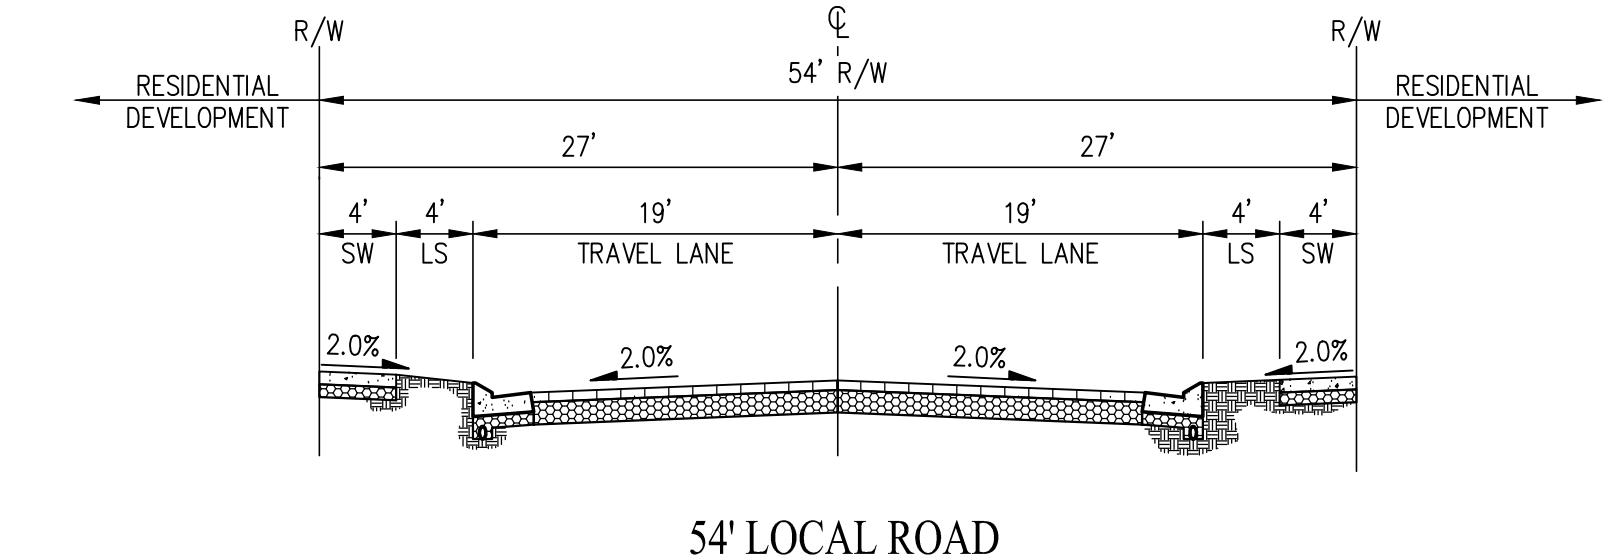 R/W ℄ R/W
54' R/W
RESIDENTIAL RESIDENTIAL
DEVELOPMENT DEVELOPMENT
27' 27'
4' 4' 19' 19' 4' 4'
SW LS TRAVEL LANE TRAVEL LANE LS SW
2.0% 2.0% 2.0% 2.0%
54' LOCAL ROAD